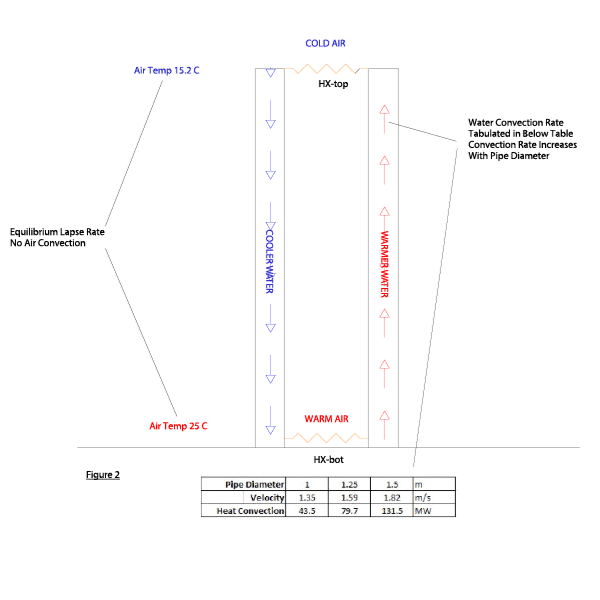 COLD AIR
Air Temp 15.2 C
HX-top
Water Convection Rate
Tabulated in Below Table
Convection Rate Increases
With Pipe Diameter
Equilibrium Lapse Rate
No Air Convection
COOLER WATER
WARMER WATER
WARM AIR
Air Temp 25 C
HX-bot
Figure 2
Pipe Diameter 1 1.25 1.5 m
Velocity 1.35 1.59 1.82 m/s
Heat Convection 43.5 79.7 131.5 MW